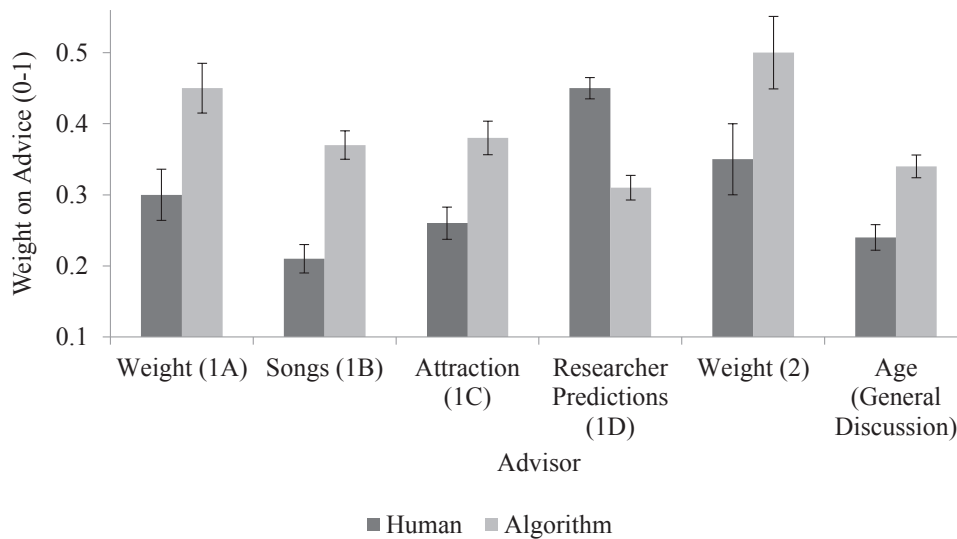 Weight on Advice (0-1)
0.5
0.4
0.3
0.2
0.1
Weight (1A)
Songs (1B)
Attraction
(1C)
Researcher
Predictions
(1D)
Weight (2)
Age
(General
Discussion)
Advisor
Human
Algorithm